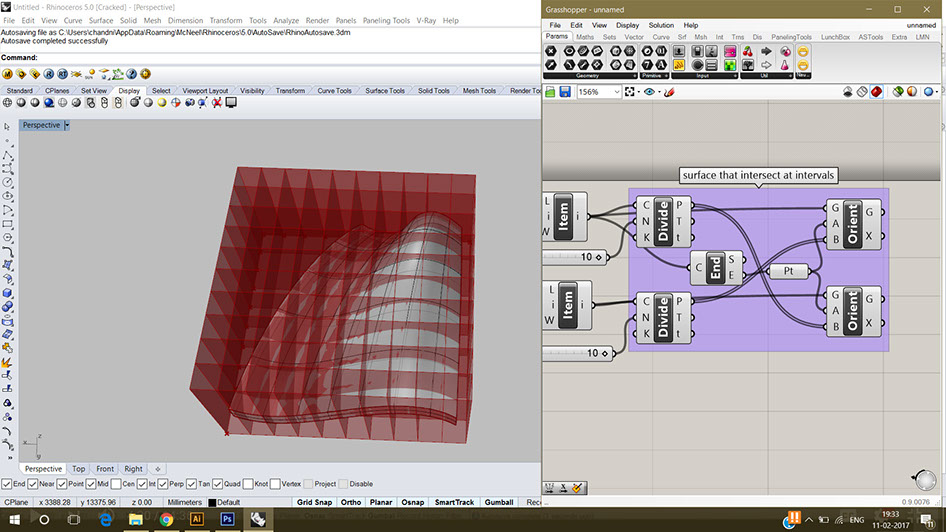 Untitled - Rhinoceros 5.0 [Cracked] - [Perspective]
File Edit View Curve Surface Solid Mesh Dimension Transform Tools Analyze Render Panels Paneling Tools V-Ray Help
Autosaving file as C:\Users\chandni\AppData\Roaming\McNeel\Rhinoceros\5.0\AutoSave\RhinoAutosave.3dm
Autosave completed successfully
Command:
Standard CPlanes Set View Display Select Viewport Layout Visibility Transform Curve Tools Surface Tools Solid Tools Mesh Tools Render To
Perspective
z
x
Perspective Top Front Right
End Near Point Mid Cen Int Perp Tan Quad Knot Vertex Project Disable
CPlane x 3388.28 y 13375.96 z 0.00 Millimeters Default Grid Snap Ortho Planar Osnap SmartTrack Gumball Rec
Grasshopper - unnamed
File Edit View Display Solution Help unnamed
Params Maths Sets Vector Curve Surface Mesh Int Trns Dis PanelingTools LunchBox ASTools Extra LMN
Geometry Primitive Input Util
156%
surface that intersect at intervals
L
i
W
Item
i
C
N
K
Divide
P
T
t
10
C
End
S
E
Pt
G
A
B
Orient
G
X
L
i
W
Item
i
C
N
K
Divide
P
T
t
10
G
A
B
Orient
G
X
0.9.0076
ENG
19:33
11-02-2017